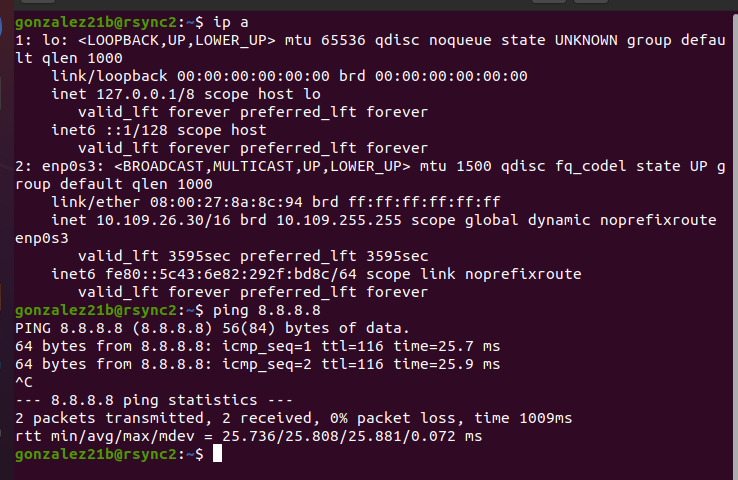 gonzalez21b@rsync2:~$ ip a
1: lo: <LOOPBACK,UP,LOWER_UP> mtu 65536 qdisc noqueue state UNKNOWN group defau
lt qlen 1000
    link/loopback 00:00:00:00:00:00 brd 00:00:00:00:00:00
    inet 127.0.0.1/8 scope host lo
       valid_lft forever preferred_lft forever
    inet6 ::1/128 scope host
       valid_lft forever preferred_lft forever
2: enp0s3: <BROADCAST,MULTICAST,UP,LOWER_UP> mtu 1500 qdisc fq_codel state UP g
roup default qlen 1000
    link/ether 08:00:27:8a:8c:94 brd ff:ff:ff:ff:ff:ff
    inet 10.109.26.30/16 brd 10.109.255.255 scope global dynamic noprefixroute
enp0s3
       valid_lft 3595sec preferred_lft 3595sec
    inet6 fe80::5c43:6e82:292f:bd8c/64 scope link noprefixroute
       valid_lft forever preferred_lft forever
gonzalez21b@rsync2:~$ ping 8.8.8.8
PING 8.8.8.8 (8.8.8.8) 56(84) bytes of data.
64 bytes from 8.8.8.8: icmp_seq=1 ttl=116 time=25.7 ms
64 bytes from 8.8.8.8: icmp_seq=2 ttl=116 time=25.9 ms
^C
--- 8.8.8.8 ping statistics ---
2 packets transmitted, 2 received, 0% packet loss, time 1009ms
rtt min/avg/max/mdev = 25.736/25.808/25.881/0.072 ms
gonzalez21b@rsync2:~$